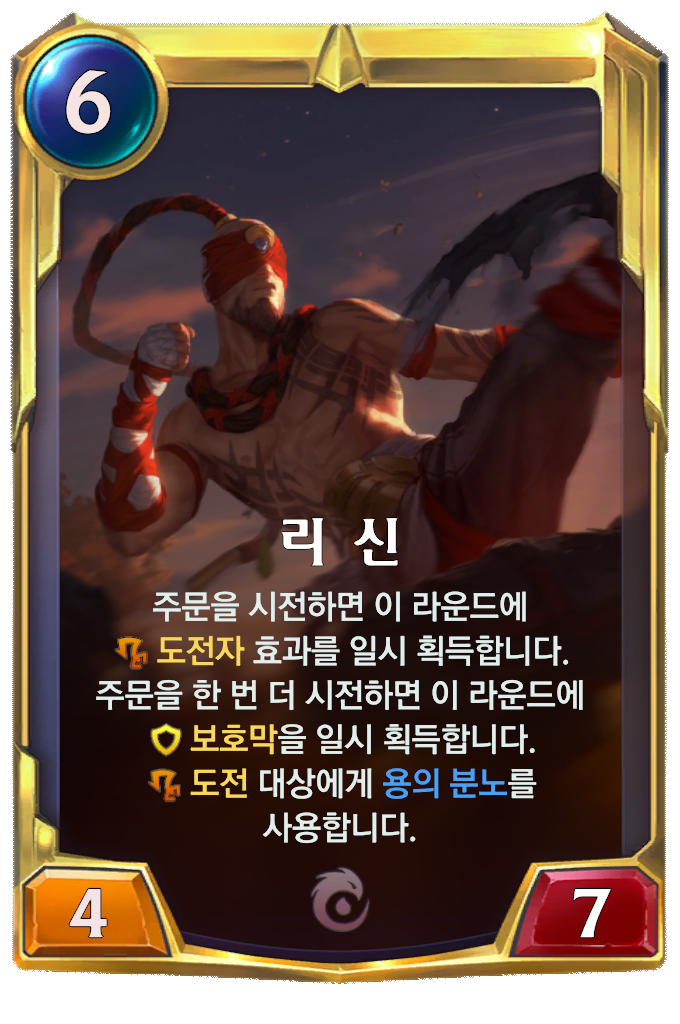 6
리 신
주문을 시전하면 이 라운드에
도전자 효과를 일시 획득합니다.
주문을 한 번 더 시전하면 이 라운드에
보호막을 일시 획득합니다.
도전 대상에게 용의 분노를
사용합니다.
4
7